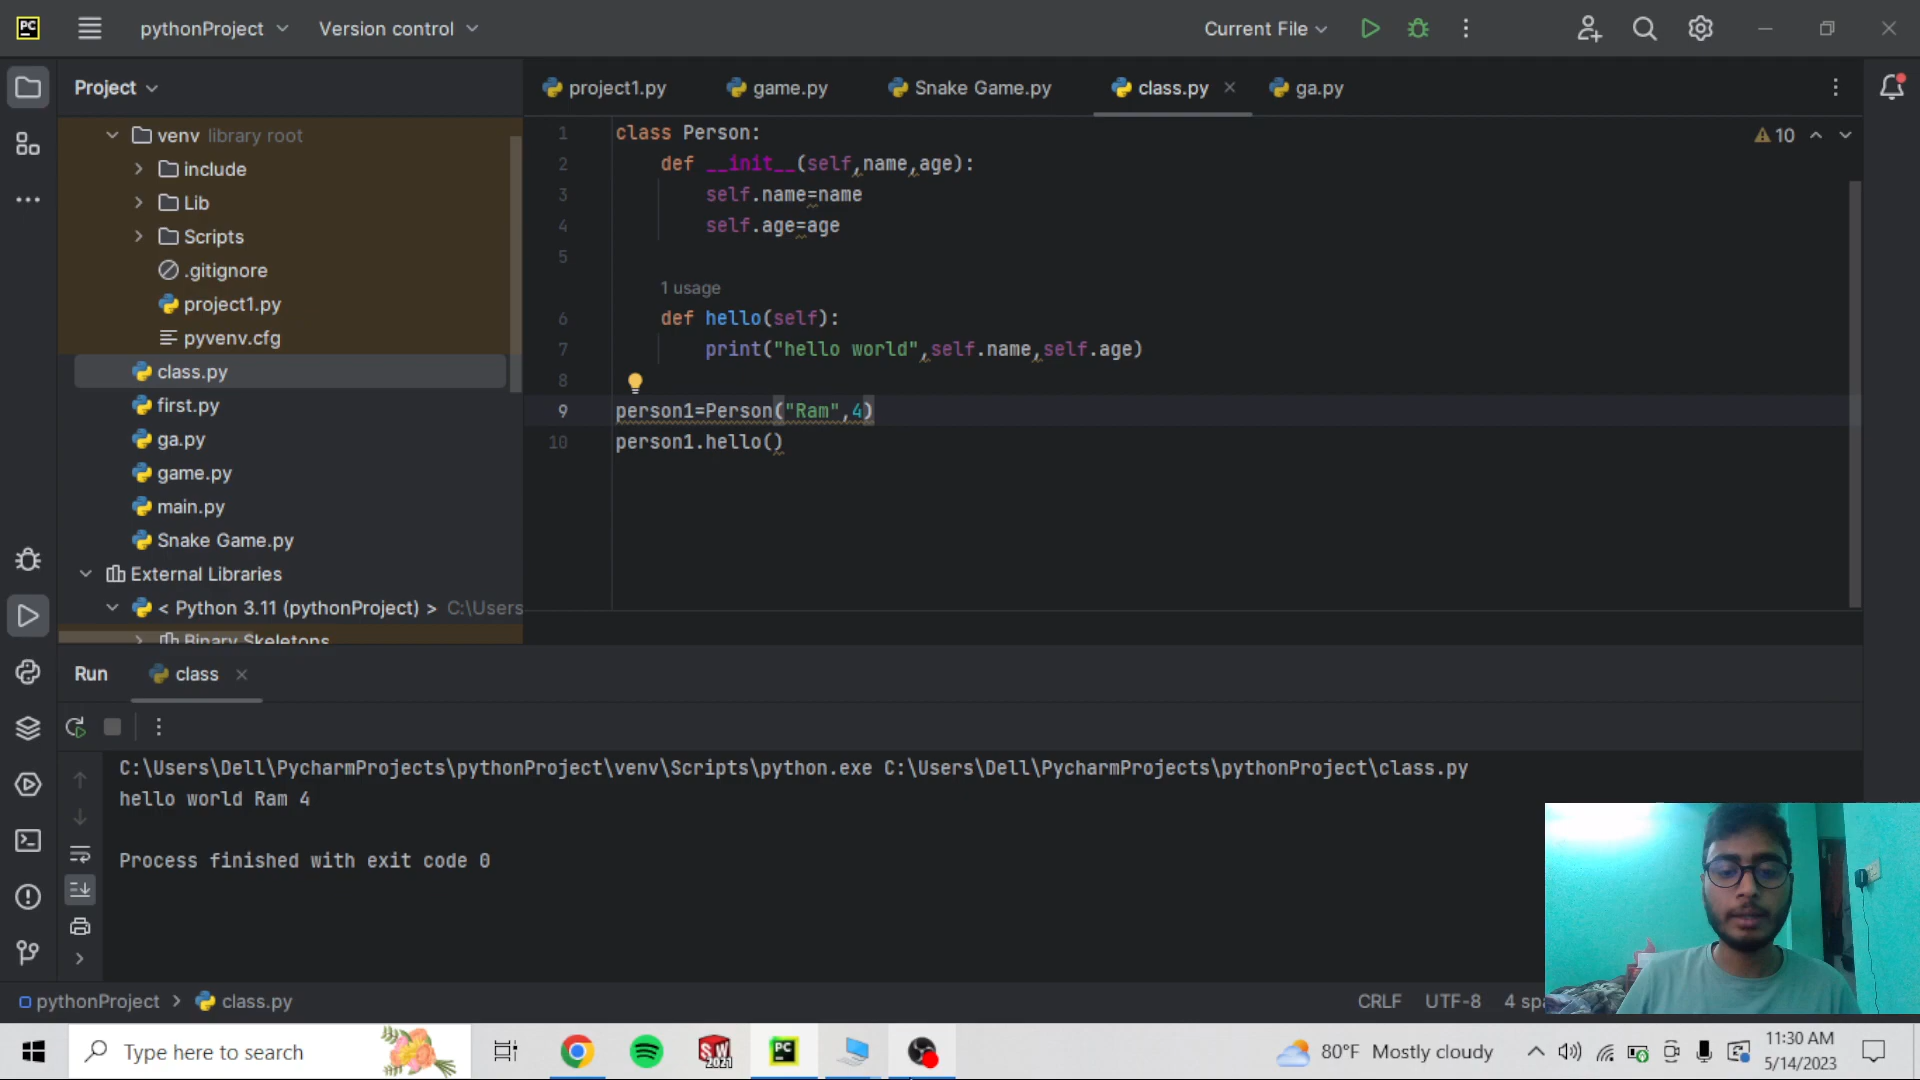 PC
pythonProject
Version control
Current File
Project
project1.py
game.py
Snake Game.py
class.py
ga.py
venv library root
include
Lib
Scripts
.gitignore
project1.py
pyvenv.cfg
class.py
first.py
ga.py
game.py
main.py
Snake Game.py
External Libraries
< Python 3.11 (pythonProject) > C:\Users
Binary Skeletons
10
1 class Person:
2 def __init__(self,name,age):
3 self.name=name
4 self.age=age
5
1 usage
6 def hello(self):
7 print("hello world",self.name,self.age)
8
9 person1=Person("Ram",4)
10 person1.hello()
Run
class
C:\Users\Dell\PycharmProjects\pythonProject\venv\Scripts\python.exe C:\Users\Dell\PycharmProjects\pythonProject\class.py
hello world Ram 4
Process finished with exit code 0
pythonProject > class.py
CRLF UTF-8 4 spa
Type here to search
SW
2021
PC
80°F Mostly cloudy
11:30 AM
5/14/2023